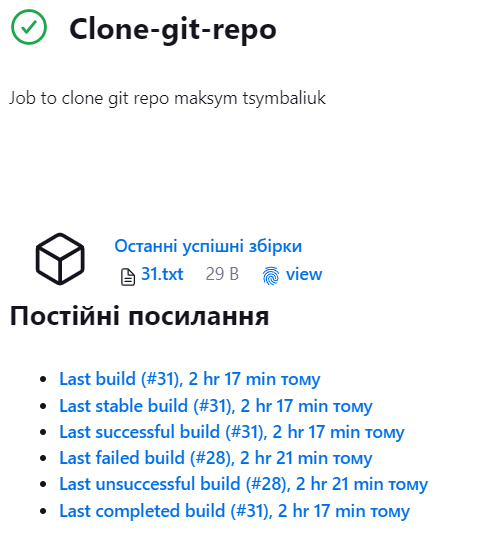 Clone-git-repo
Job to clone git repo maksym tsymbaliuk
Останні успішні збірки
31.txt 29 B view
Постійні посилання
Last build (#31), 2 hr 17 min тому
Last stable build (#31), 2 hr 17 min тому
Last successful build (#31), 2 hr 17 min тому
Last failed build (#28), 2 hr 21 min тому
Last unsuccessful build (#28), 2 hr 21 min тому
Last completed build (#31), 2 hr 17 min тому